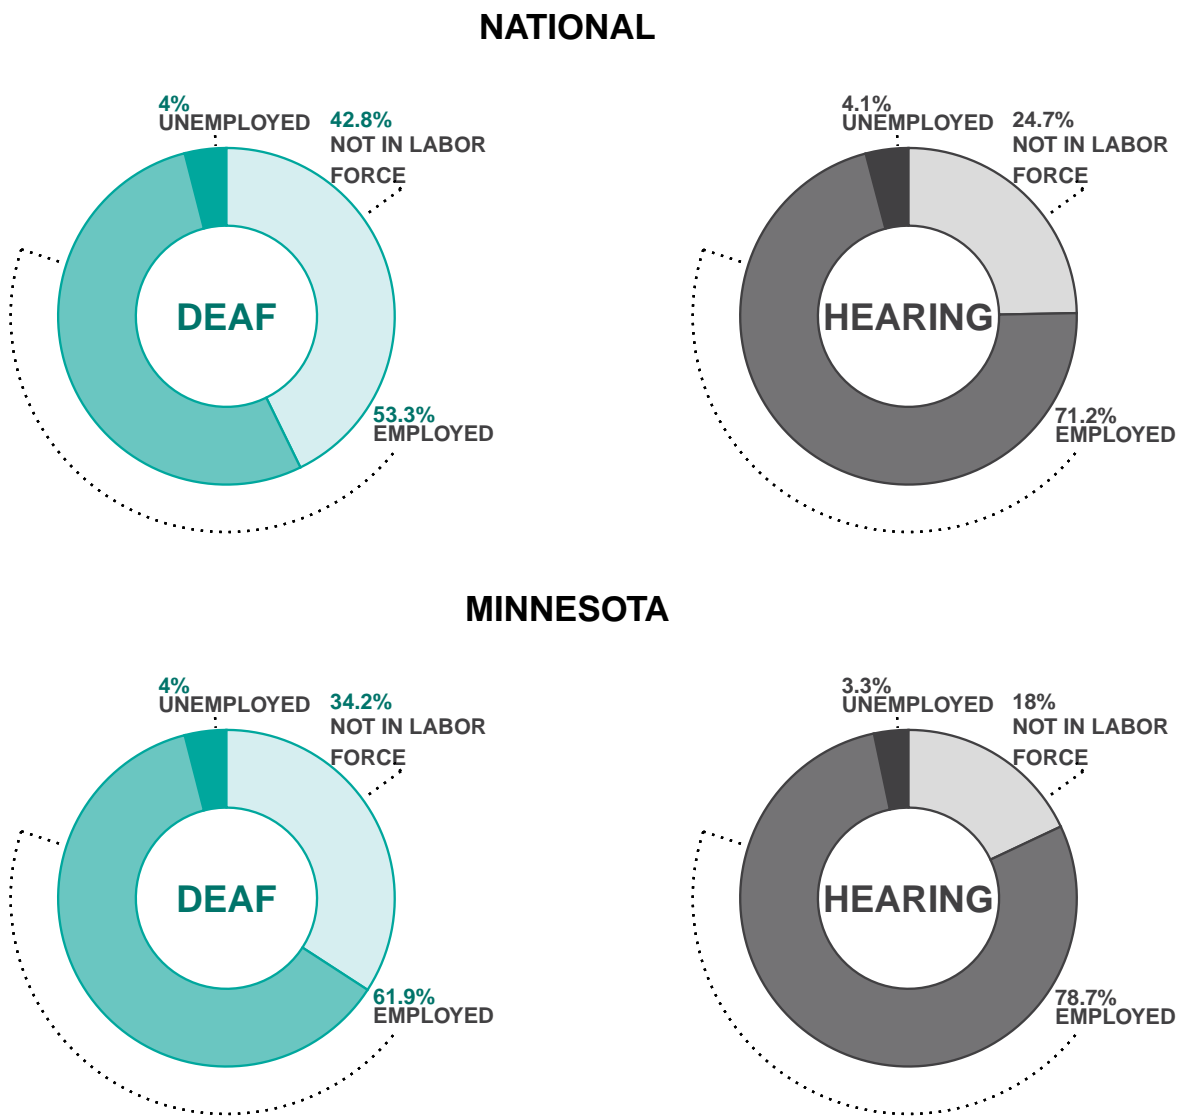 NATIONAL
4%
UNEMPLOYED
42.8%
NOT IN LABOR
FORCE
DEAF
53.3%
EMPLOYED
4.1%
UNEMPLOYED
24.7%
NOT IN LABOR
FORCE
HEARING
71.2%
EMPLOYED
MINNESOTA
4%
UNEMPLOYED
34.2%
NOT IN LABOR
FORCE
DEAF
61.9%
EMPLOYED
3.3%
UNEMPLOYED
18%
NOT IN LABOR
FORCE
HEARING
78.7%
EMPLOYED